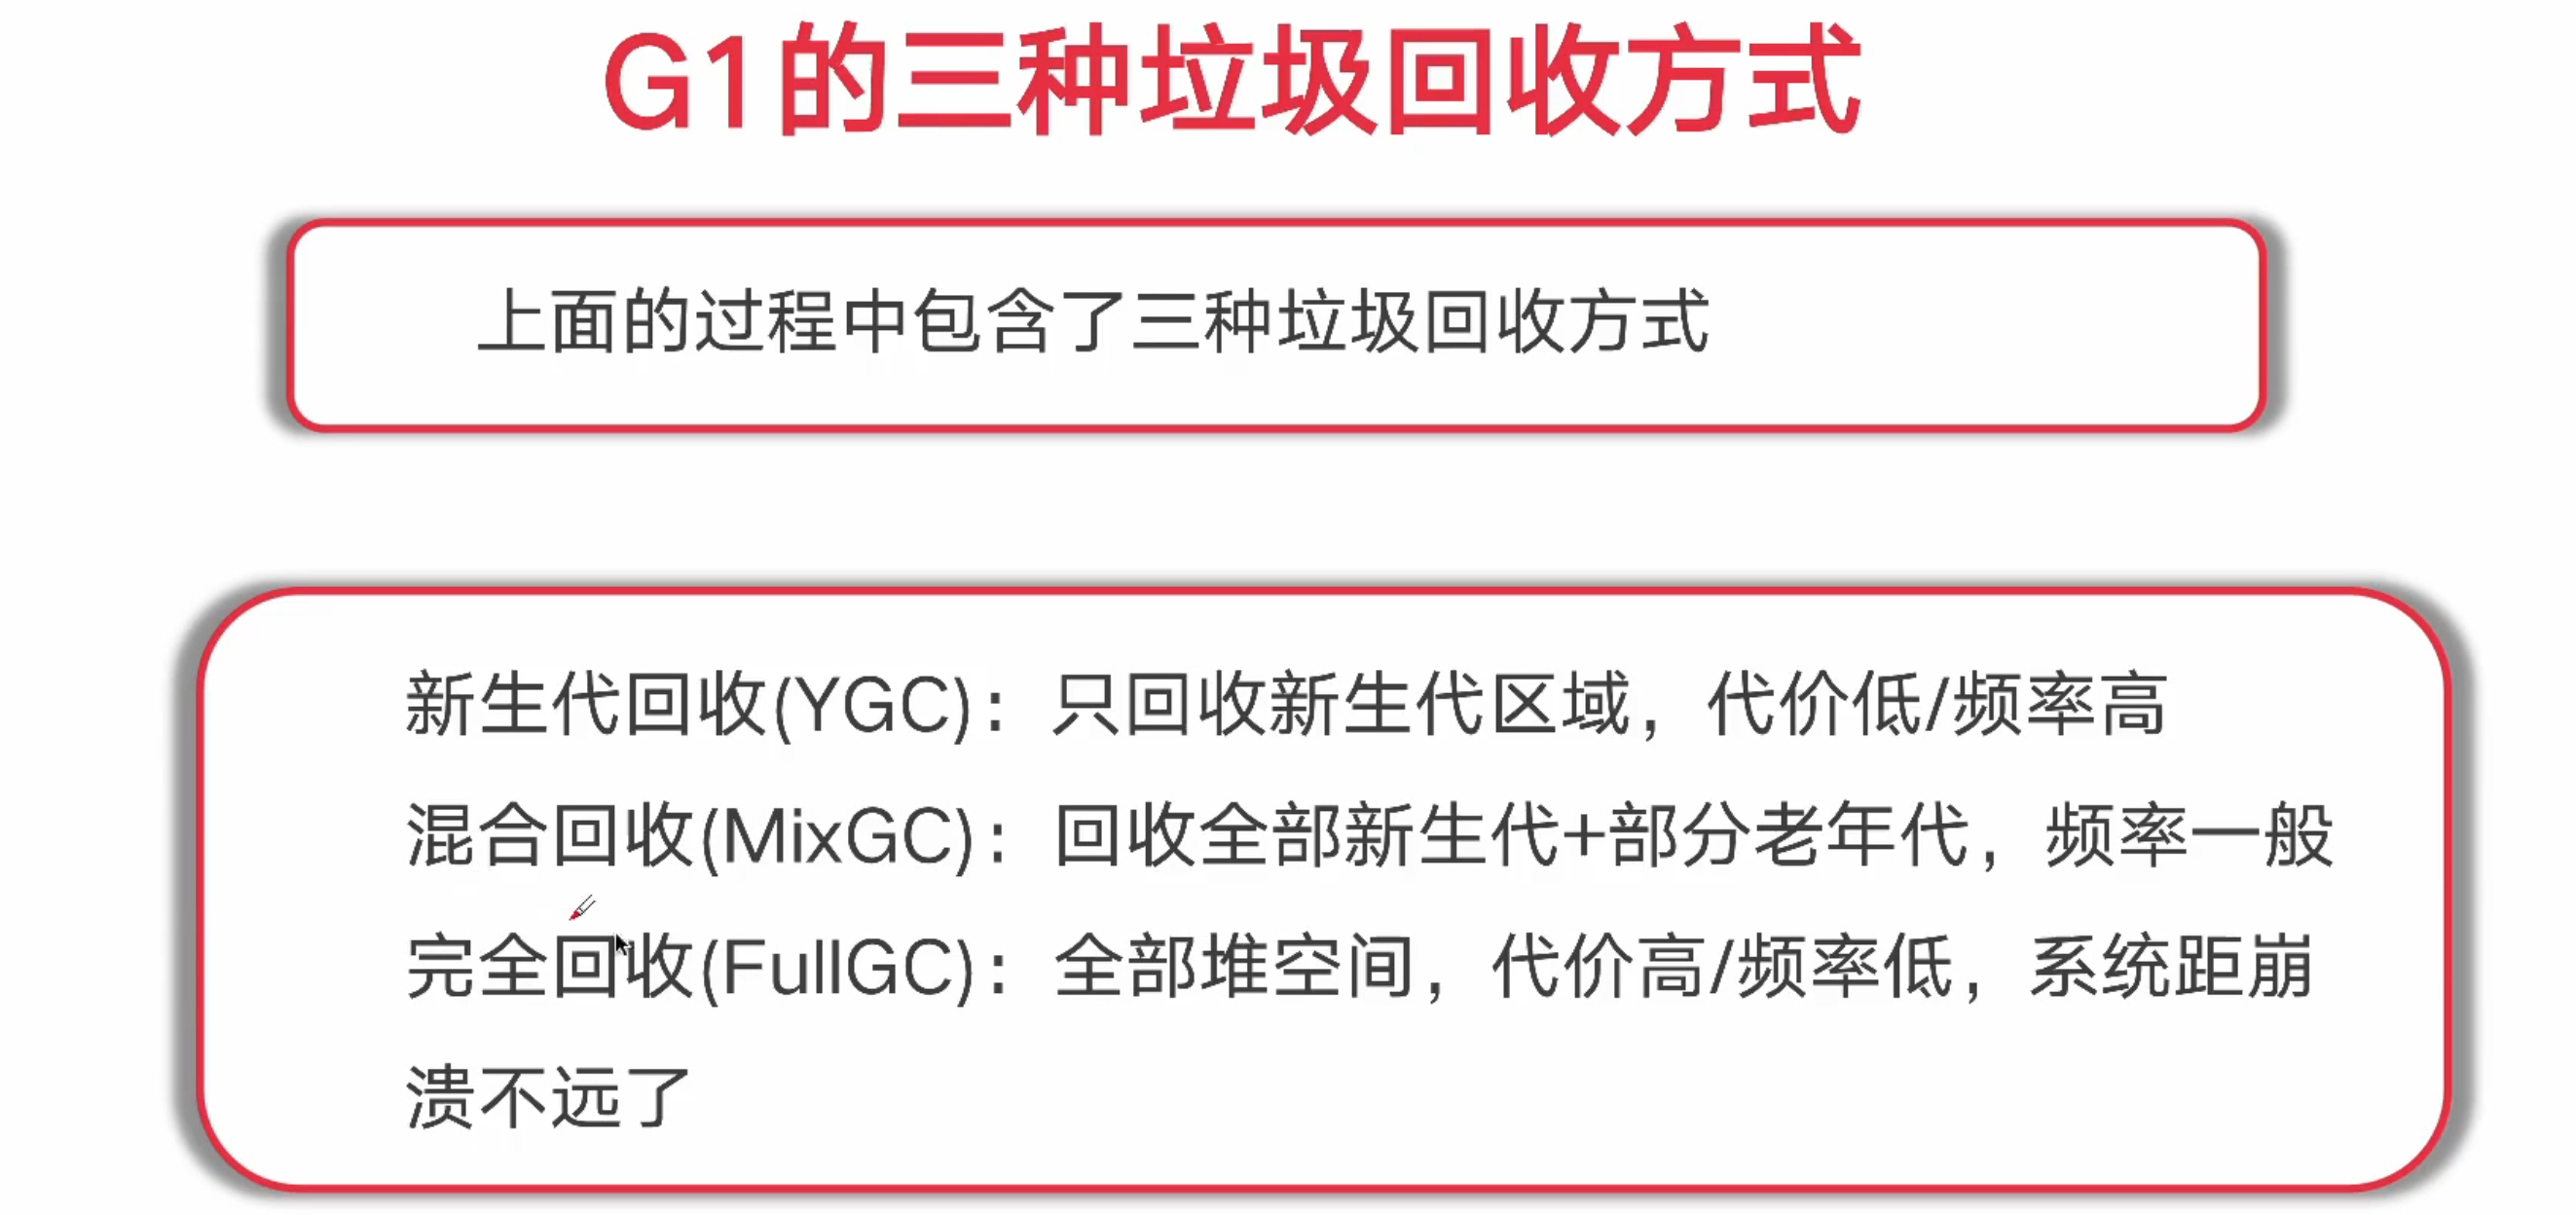 G1的三种垃圾回收方式
上面的过程中包含了三种垃圾回收方式
新生代回收(YGC)：只回收新生代区域，代价低/频率高
混合回收(MixGC)：回收全部新生代+部分老年代，频率一般
完全回收(FullGC)：全部堆空间，代价高/频率低，系统距崩
溃不远了